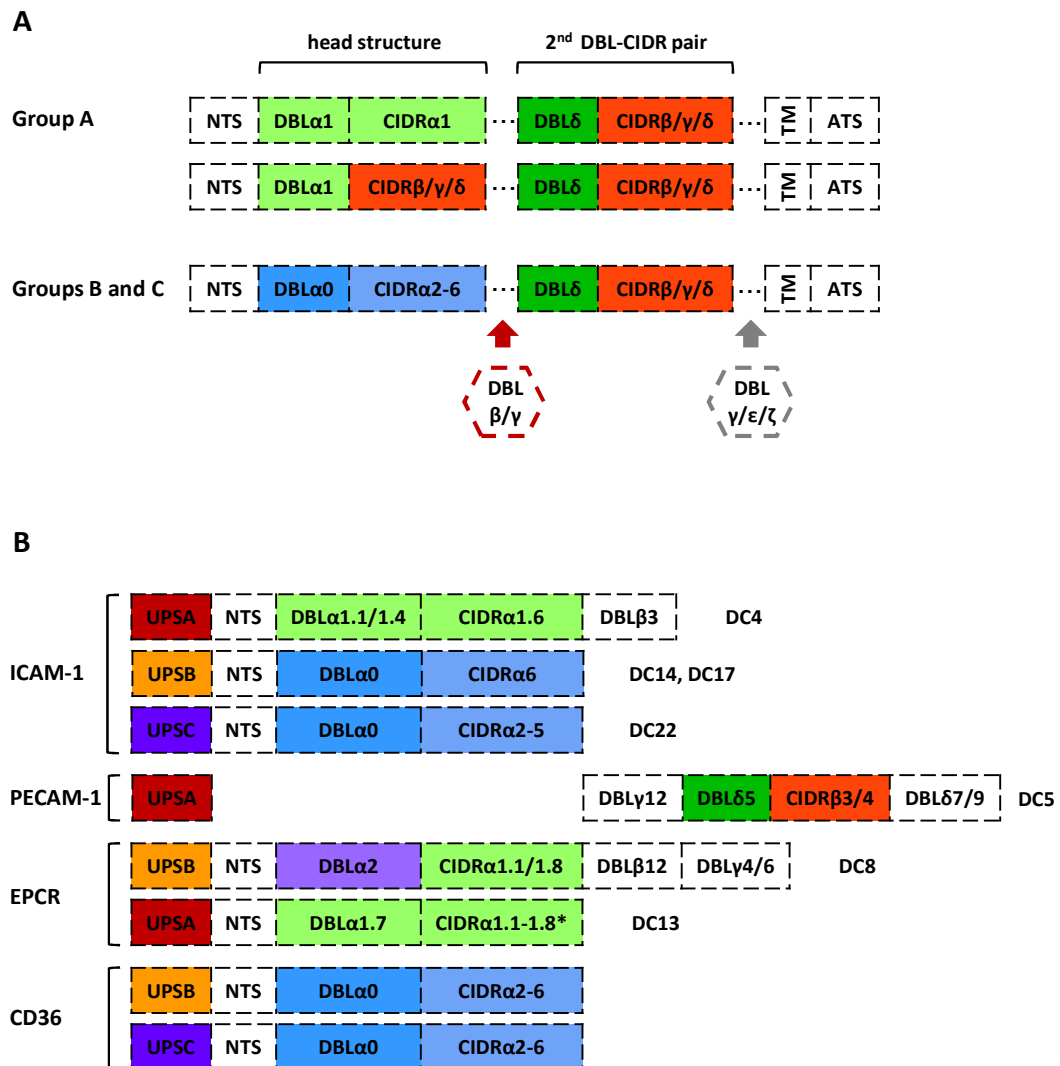 A
head structure 2nd DBL-CIDR pair
Group A NTS DBLα1 CIDRα1 ... DBLδ CIDRβ/γ/δ ... TM ATS
NTS DBLα1 CIDRβ/γ/δ ... DBLδ CIDRβ/γ/δ ... TM ATS
Groups B and C NTS DBLα0 CIDRα2-6 ... DBLδ CIDRβ/γ/δ ... TM ATS
DBL DBL
β/γ γ/ε/ζ
B
UPSA NTS DBLα1.1/1.4 CIDRα1.6 DBLβ3 DC4
ICAM-1 UPSB NTS DBLα0 CIDRα6 DC14, DC17
UPSC NTS DBLα0 CIDRα2-5 DC22
PECAM-1 UPSA DBLγ12 DBLδ5 CIDRβ3/4 DBLδ7/9 DC5
UPSB NTS DBLα2 CIDRα1.1/1.8 DBLβ12 DBLγ4/6 DC8
EPCR
UPSA NTS DBLα1.7 CIDRα1.1-1.8* DC13
UPSB NTS DBLα0 CIDRα2-6
CD36
UPSC NTS DBLα0 CIDRα2-6